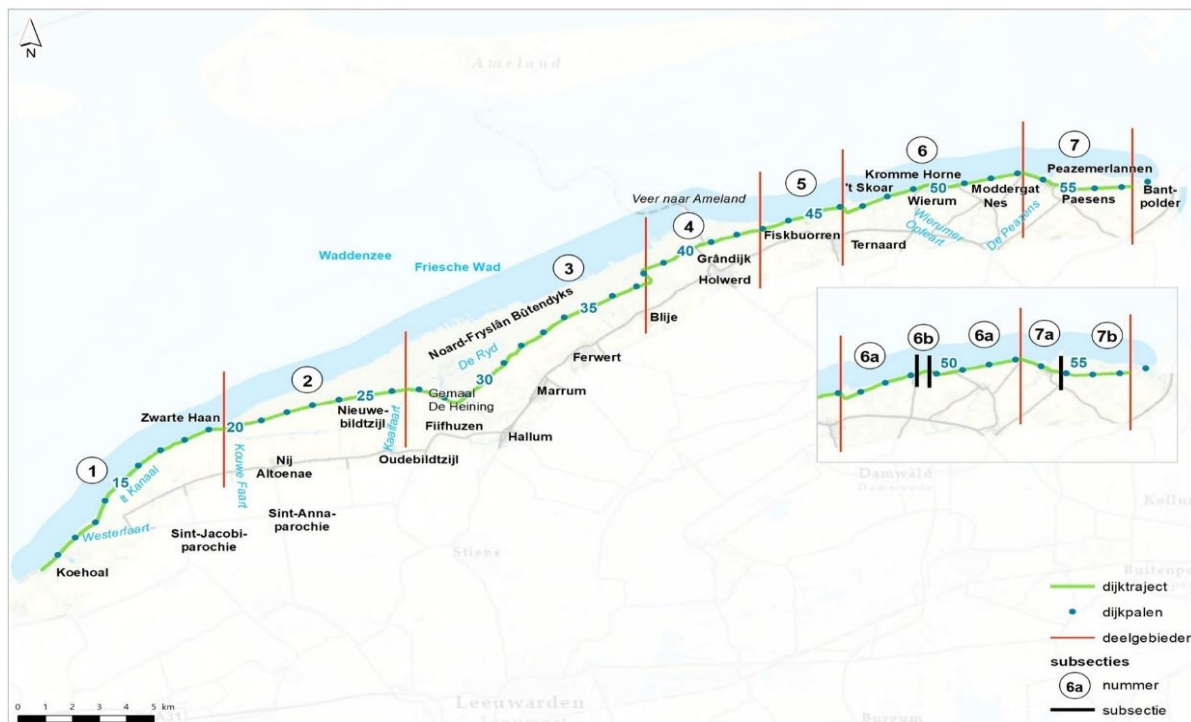 N
Ameland
7
6
Peazemerlannen
Kromme Horne
5
't Skoar
50
55
Bant-
polder
Moddergat
Nes
Wierum
Paesens
Veer naar Ameland
45
4
Wierumer
Opfeart
De Peazens
Fiskbuorren
Ternaard
40
Grândijk
Holwerd
Waddenzee
Friesche Wad
3
Noard-Fryslân Bûtendyks
35
Blije
De Ryd
Ferwert
30
2
25
Gemaal
De Heining
Marrum
Zwarte Haan
Nieuwe-
bildtzijl
Kaaifaart
Fiifhuzen
20
Hallum
Oudebildtzijl
1
15
It Kanaal
Kouwe Faart
Nij
Altoenae
Westerfaart
Sint-Anna-
parochie
Sint-Jacobi-
parochie
Koehoal
Stiens
6a
6b
6a
7a
7b
50
55
Damwâld
Damwoude
Kollum
Leeuwarden
Burgum
A31
dijktraject
dijkpalen
deelgebieden
subsecties
6a
nummer
subsectie
0
1
2
3
4
5 km